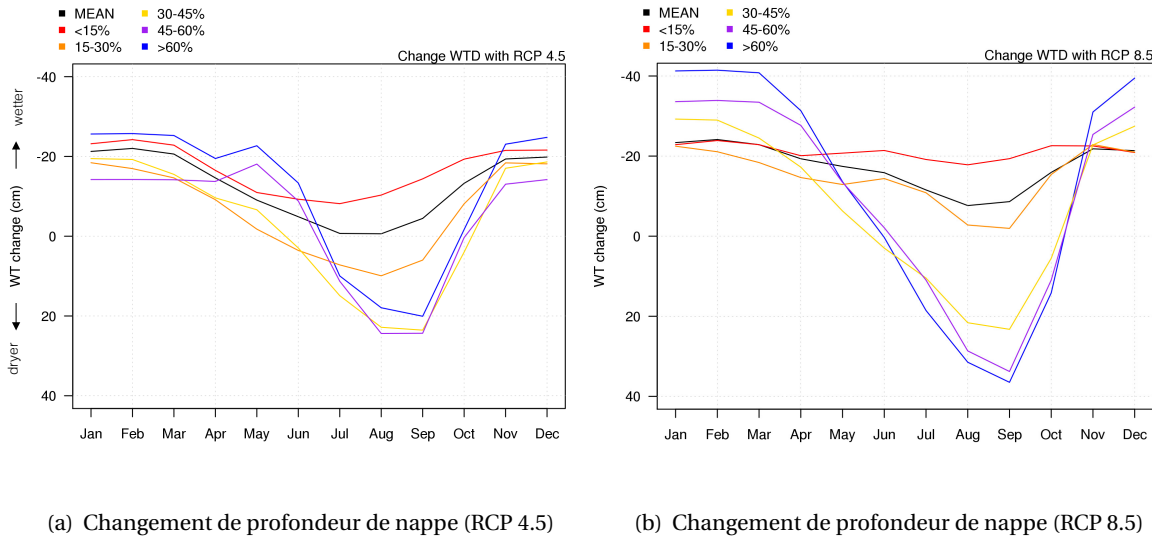 MEAN 30-45%
<15% 45-60%
15-30% >60%
Change WTD with RCP 4.5
-40
-20
0
20
40
dryer WT change (cm) wetter
Jan Feb Mar Apr May Jun Jul Aug Sep Oct Nov Dec
(a) Changement de profondeur de nappe (RCP 4.5)
MEAN 30-45%
<15% 45-60%
15-30% >60%
Change WTD with RCP 8.5
-40
-20
0
20
40
WT change (cm)
Jan Feb Mar Apr May Jun Jul Aug Sep Oct Nov Dec
(b) Changement de profondeur de nappe (RCP 8.5)